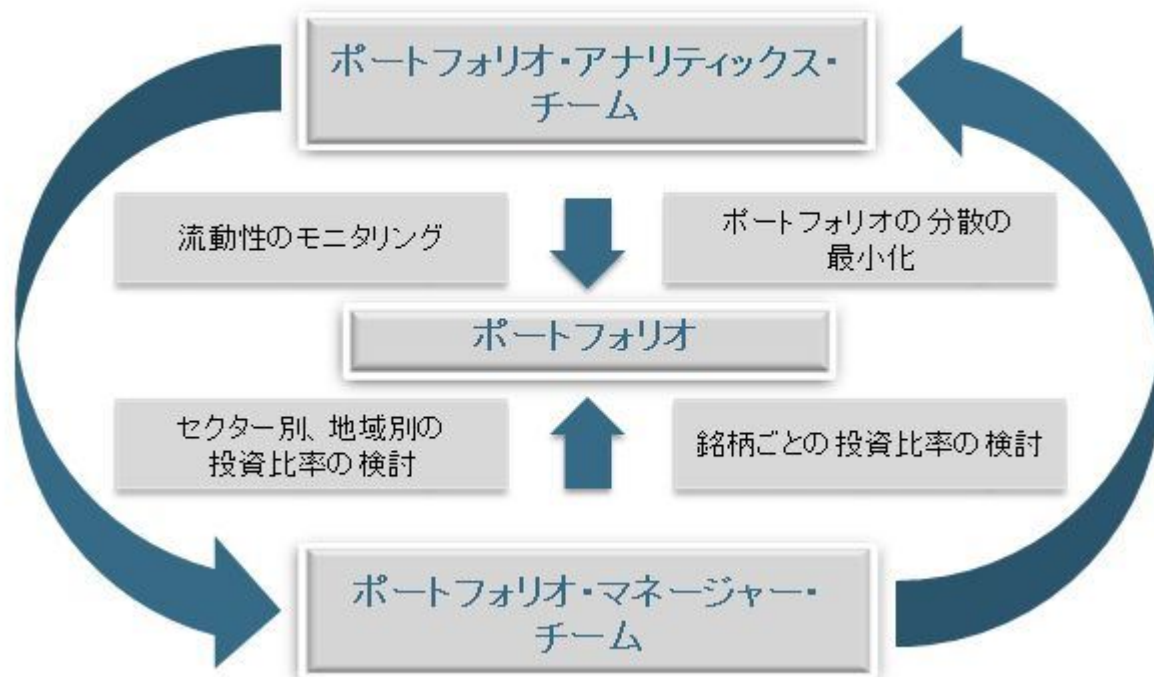 ポートフォリオ・アナリティックス・
チーム
流動性のモニタリング
ポートフォリオの分散の
最小化
ポートフォリオ
セクター別、地域別の
投資比率の検討
銘柄ごとの投資比率の検討
ポートフォリオ・マネージャー・
チーム